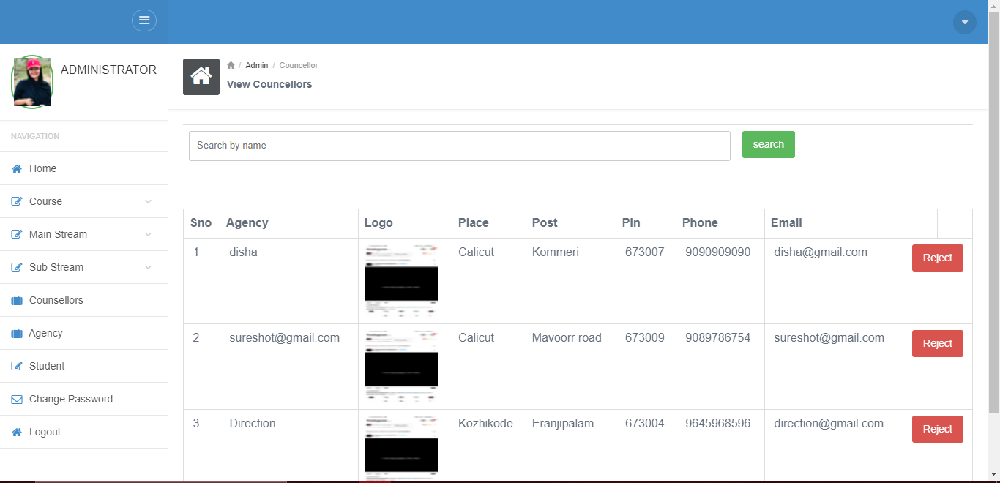 ADMINISTRATOR
/ Admin / Councellor
View Councellors
NAVIGATION
Home
Course
Main Stream
Sub Stream
Counsellors
Agency
Student
Change Password
Logout
Search by name
search
Sno Agency Logo Place Post Pin Phone Email
1 disha Calicut Kommeri 673007 9090909090 disha@gmail.com Reject
2 sureshot@gmail.com Calicut Mavoorr road 673009 9089786754 sureshot@gmail.com Reject
3 Direction Kozhikode Eranjipalam 673004 9645968596 direction@gmail.com Reject